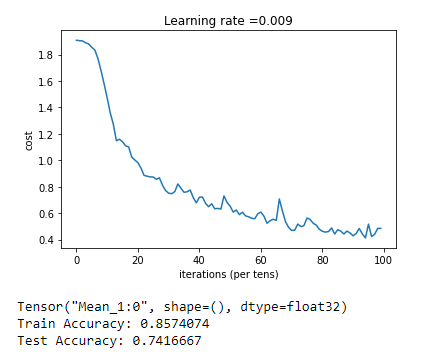 Learning rate =0.009
1.8
1.6
1.4
1.2
1.0
0.8
0.6
0.4
cost
0 20 40 60 80 100
iterations (per tens)
Tensor("Mean_1:0", shape=(), dtype=float32)
Train Accuracy: 0.8574074
Test Accuracy: 0.7416667